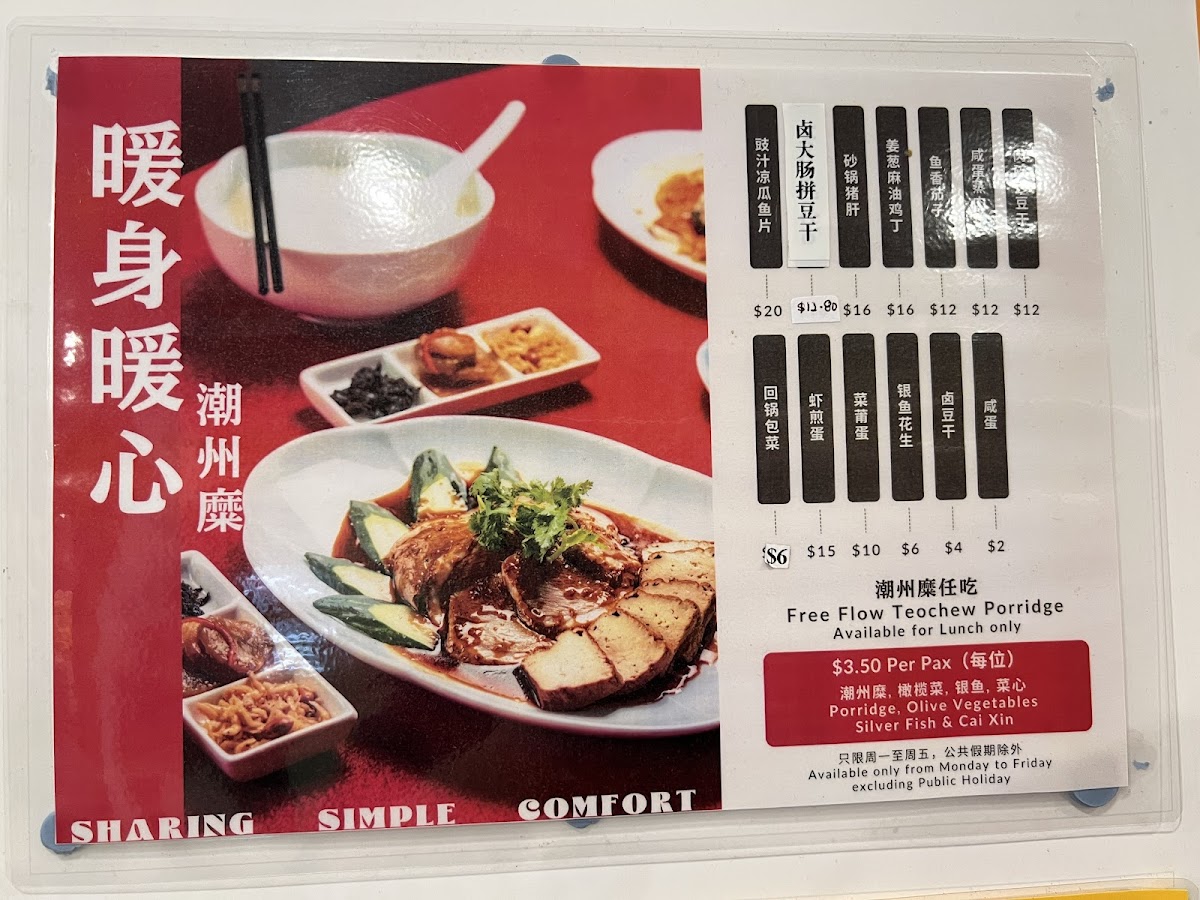 暖身暖心
潮州糜
豉汁凉瓜鱼片
卤大肠拼豆干
砂锅猪肝
姜葱麻油鸡丁
鱼香茄子
咸蛋蒸
豆干
$20
$12.80
$16
$16
$12
$12
$12
回锅包菜
虾煎蛋
菜莆蛋
银鱼花生
卤豆干
咸蛋
$6
$15
$10
$6
$4
$2
潮州糜任吃
Free Flow Teochew Porridge
Available for Lunch only
$3.50 Per Pax (每位)
潮州糜, 橄榄菜, 银鱼, 菜心
Porridge, Olive Vegetables
Silver Fish & Cai Xin
只限周一至周五，公共假期除外
Available only from Monday to Friday
excluding Public Holiday
SHARING SIMPLE COMFORT